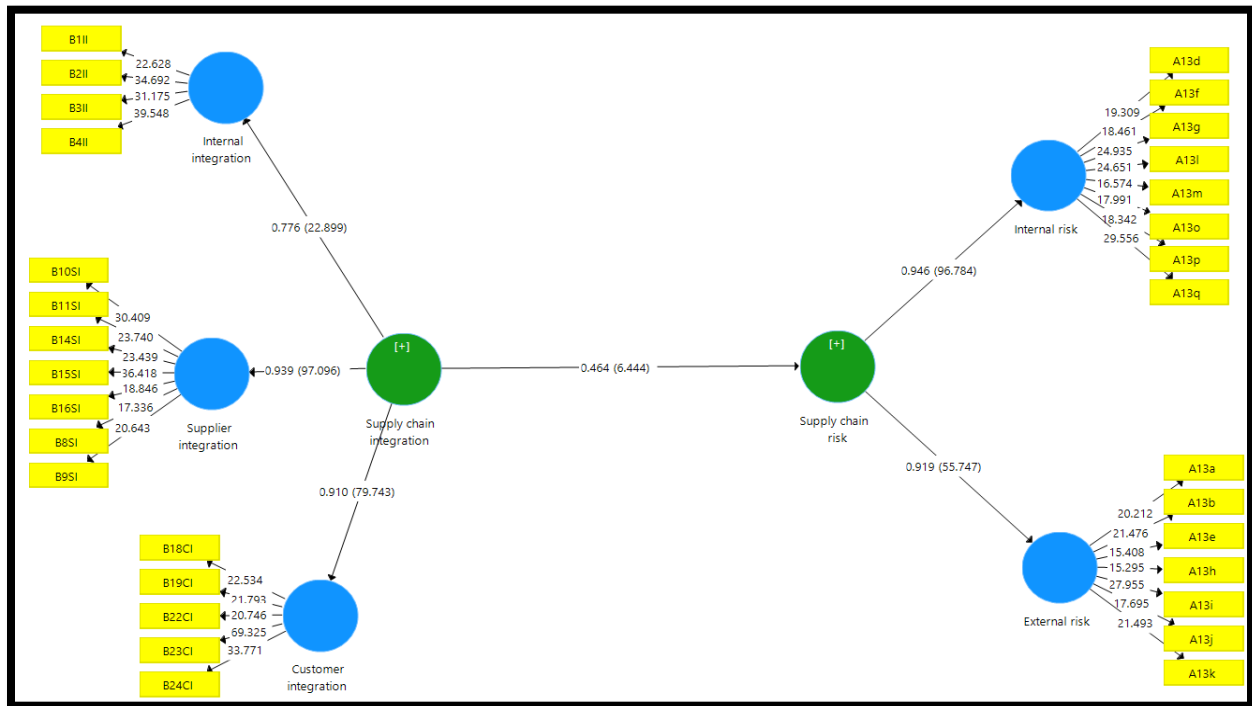 B1II
B2II
B3II
B4II
22.628
34.692
31.175
39.548
Internal
integration
0.776 (22.899)
B10SI
B11SI
B14SI
B15SI
B16SI
B8SI
B9SI
30.409
23.740
23.439
36.418
18.846
17.336
20.643
Supplier
integration
0.939 (97.096)
[+]
Supply chain
integration
0.910 (79.743)
B18CI
B19CI
B22CI
B23CI
B24CI
22.534
21.793
20.746
69.325
33.771
Customer
integration
0.464 (6.444)
[+]
Supply chain
risk
0.946 (96.784)
0.919 (55.747)
Internal risk
19.309
18.461
24.935
24.651
16.574
17.991
18.342
29.556
A13d
A13f
A13g
A13l
A13m
A13o
A13p
A13q
External risk
20.212
21.476
15.408
15.295
27.955
17.695
21.493
A13a
A13b
A13e
A13h
A13i
A13j
A13k